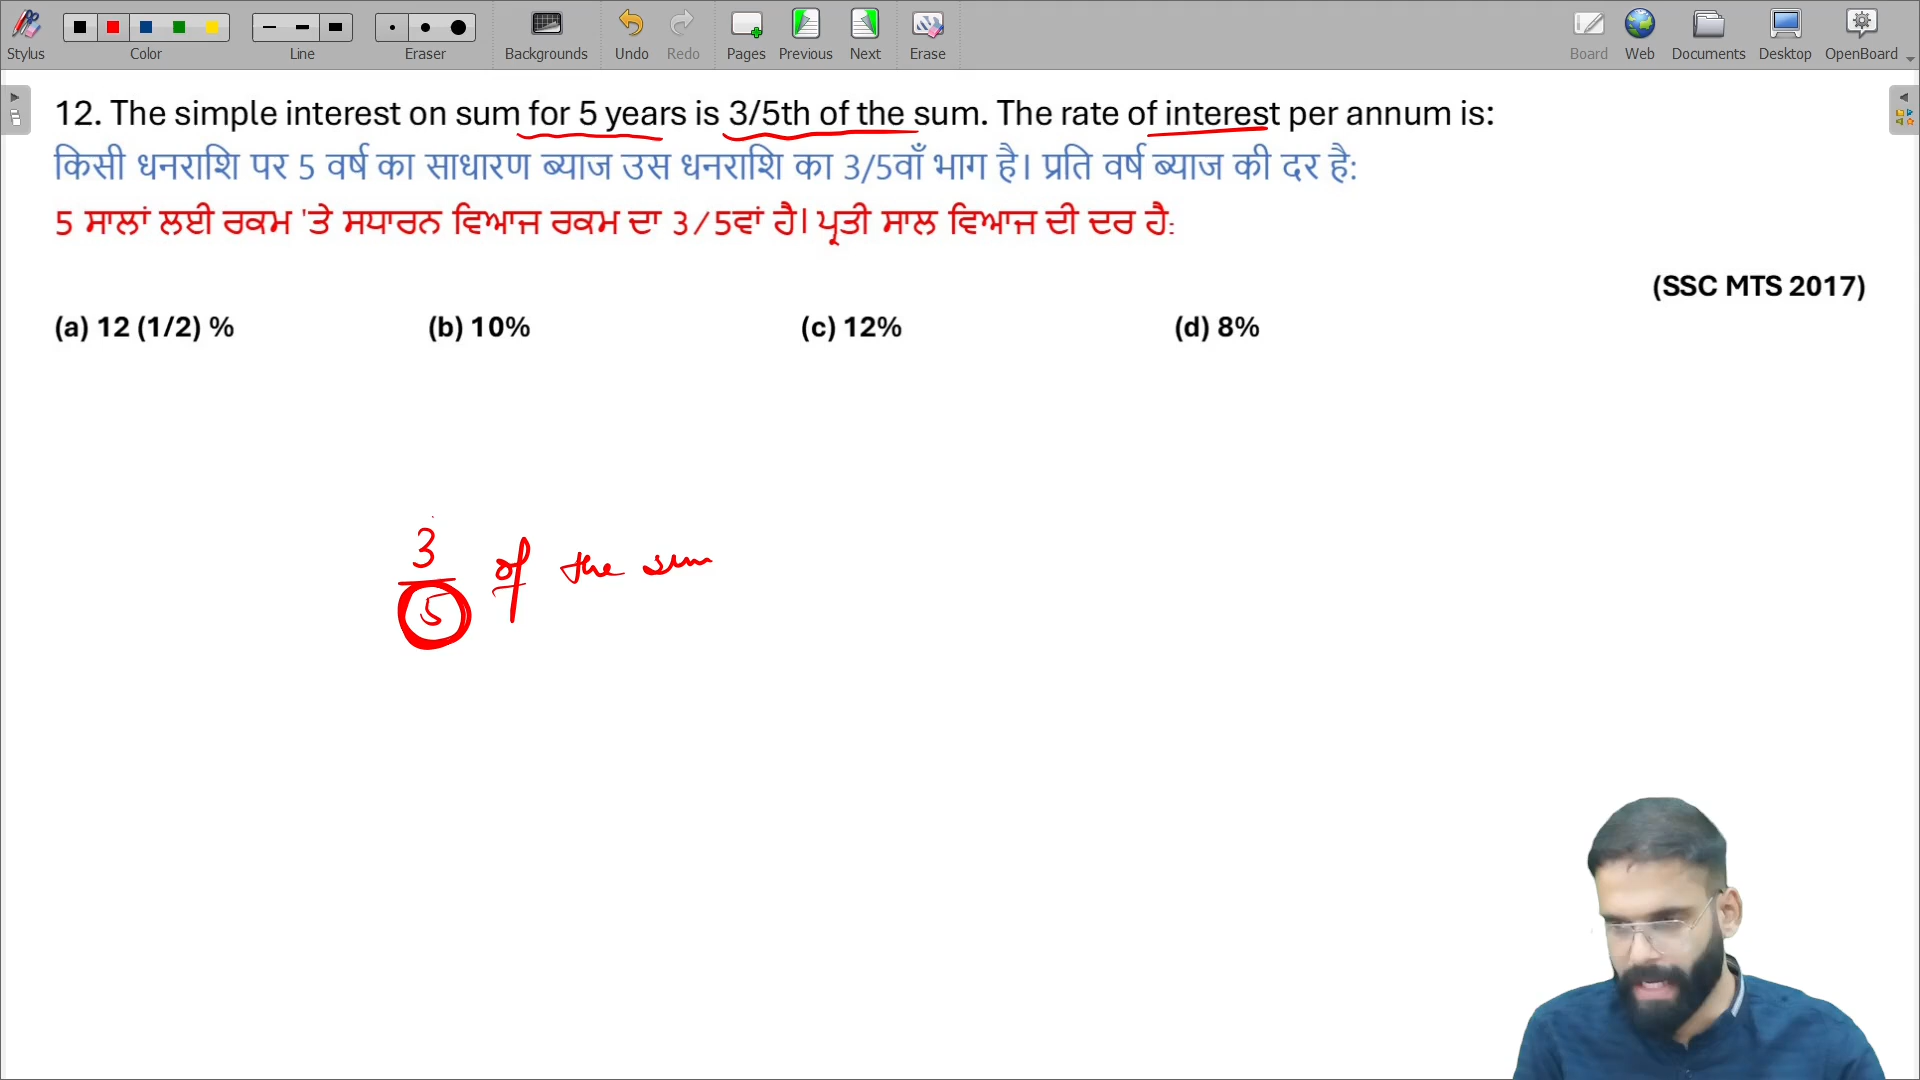 Stylus Color Line Eraser Backgrounds Undo Redo Pages Previous Next Erase Board Web Documents Desktop OpenBoard
12. The simple interest on sum for 5 years is 3/5th of the sum. The rate of interest per annum is:
किसी धनराशि पर 5 वर्ष का साधारण ब्याज उस धनराशि का 3/5वाँ भाग है। प्रति वर्ष ब्याज की दर है:
5 ਸਾਲਾਂ ਲਈ ਰਕਮ 'ਤੇ ਸਧਾਰਨ ਵਿਆਜ ਰਕਮ ਦਾ 3/5ਵਾਂ ਹੈ। ਪ੍ਰਤੀ ਸਾਲ ਵਿਆਜ ਦੀ ਦਰ ਹੈ:
(SSC MTS 2017)
(a) 12 (1/2) % (b) 10% (c) 12% (d) 8%
3/5 of the sum